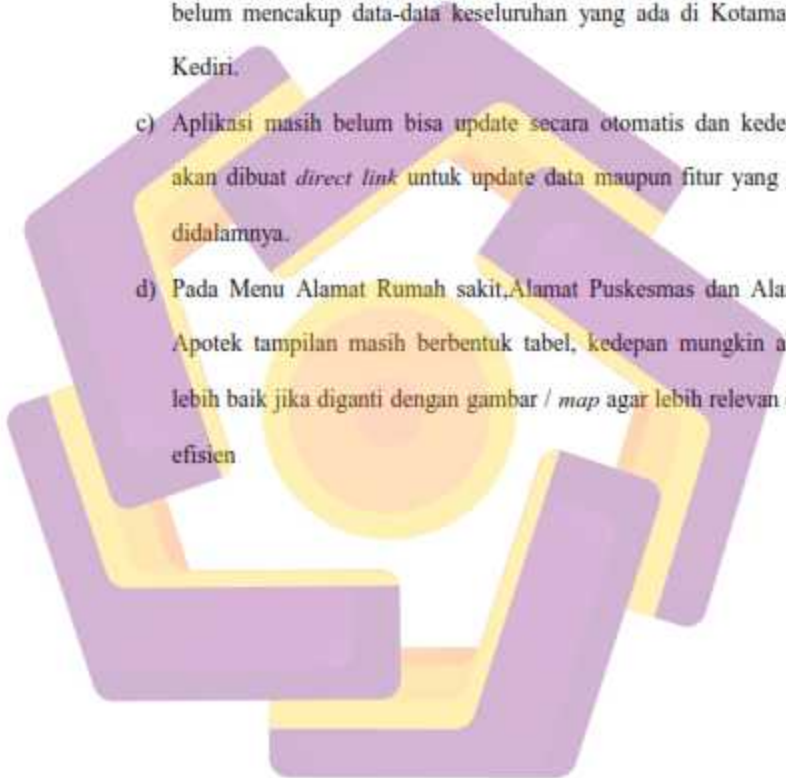 belum mencakup data-data keseluruhan yang ada di Kotama
Kediri.
c) Aplikasi masih belum bisa update secara otomatis dan kede
akan dibuat direct link untuk update data maupun fitur yang
didalamnya.
d) Pada Menu Alamat Rumah sakit,Alamat Puskesmas dan Ala
Apotek tampilan masih berbentuk tabel, kedepan mungkin a
lebih baik jika diganti dengan gambar / map agar lebih relevan
efisien